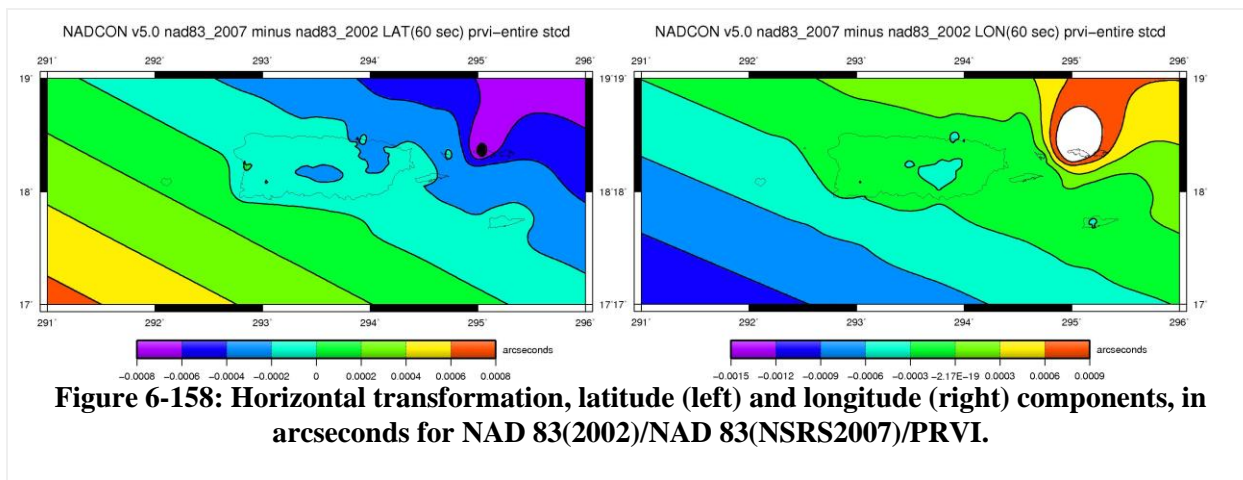 NADCON v5.0 nad83_2007 minus nad83_2002 LAT(60 sec) prvi-entire stcd
291˚ 292˚ 293˚ 294˚ 295˚ 296˚
19˚ 19˚
18˚ 18˚
17˚ 17˚
291˚ 292˚ 293˚ 294˚ 295˚ 296˚
arcseconds
−0.0008 −0.0006 −0.0004 −0.0002 0 0.0002 0.0004 0.0006 0.0008
NADCON v5.0 nad83_2007 minus nad83_2002 LON(60 sec) prvi-entire stcd
291˚ 292˚ 293˚ 294˚ 295˚ 296˚
19˚ 19˚
18˚ 18˚
17˚ 17˚
291˚ 292˚ 293˚ 294˚ 295˚ 296˚
arcseconds
−0.0015 −0.0012 −0.0009 −0.0006 −0.0003 −2.17E−19 0.0003 0.0006 0.0009
Figure 6-158: Horizontal transformation, latitude (left) and longitude (right) components, in
arcseconds for NAD 83(2002)/NAD 83(NSRS2007)/PRVI.